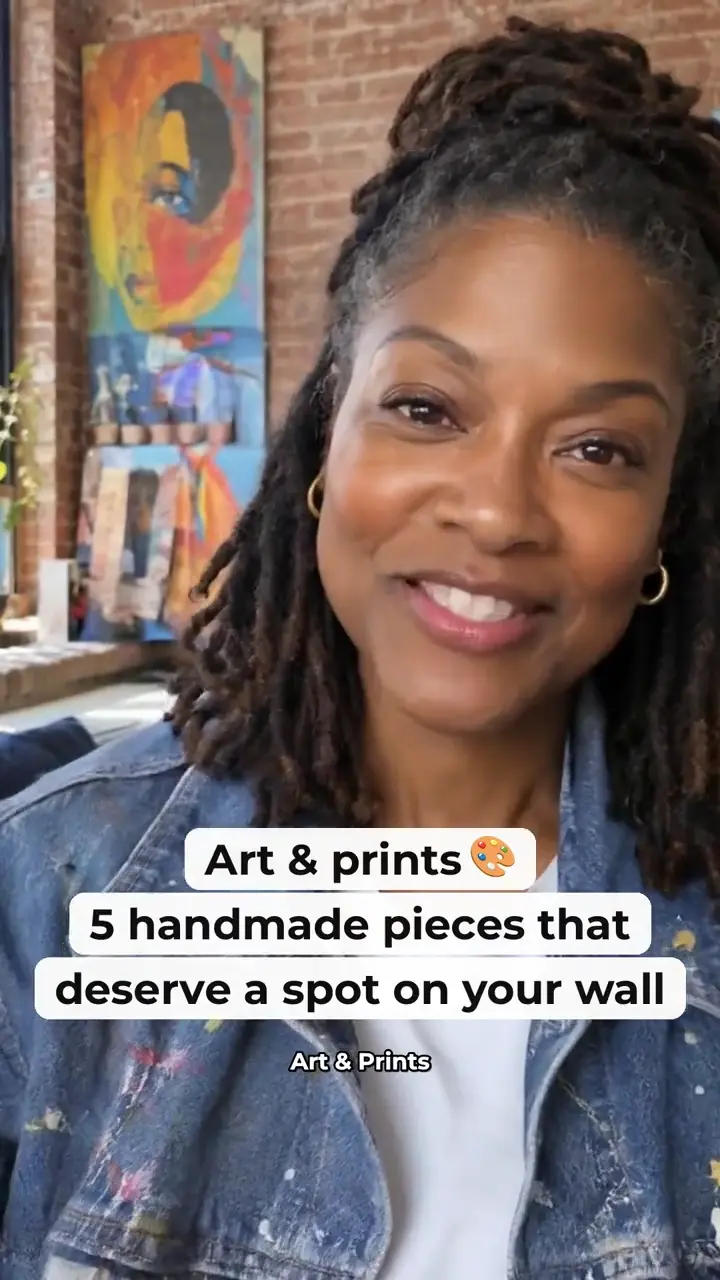 Art & prints 🎨
5 handmade pieces that
deserve a spot on your wall
Art & Prints